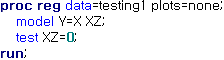 proc reg data=testing1 plots=none;
model Y=X XZ;
test XZ=0;
run;